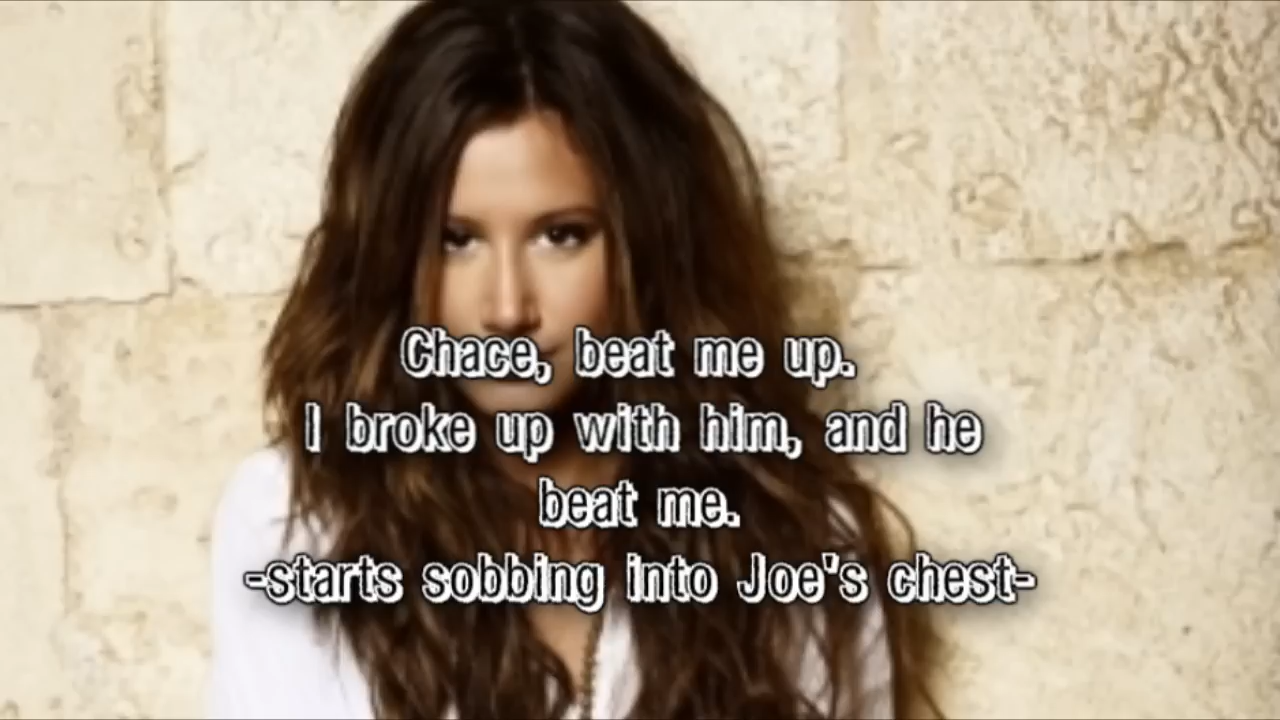 Chace, beat me up.
I broke up with him, and he
beat me.
-starts sobbing into Joe's chest-